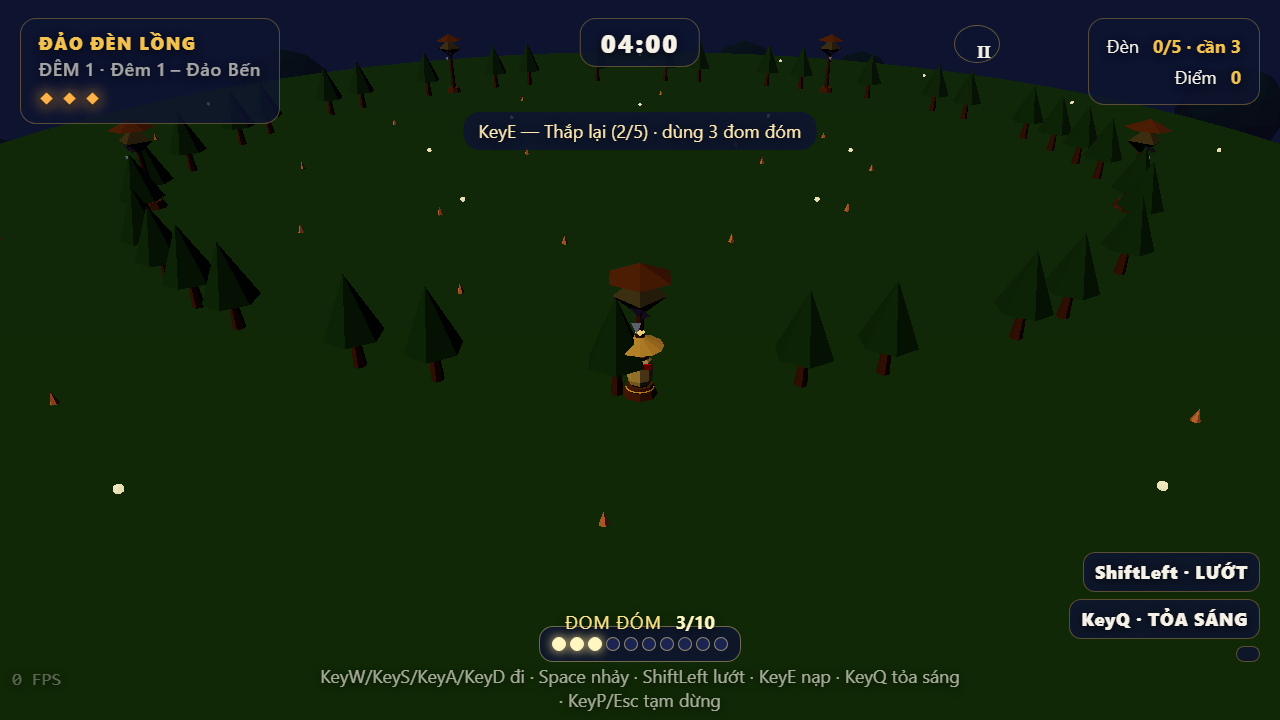 ĐẢO ĐÈN LỒNG
ĐÊM 1 · Đêm 1 – Đảo Bến
04:00
II
Đèn 0/5 · cần 3
Điểm 0
KeyE — Thắp lại (2/5) · dùng 3 đom đóm
ShiftLeft · LƯỚT
KeyQ · TỎA SÁNG
ĐOM ĐÓM 3/10
KeyW/KeyS/KeyA/KeyD đi · Space nhảy · ShiftLeft lướt · KeyE nạp · KeyQ tỏa sáng
· KeyP/Esc tạm dừng
0 FPS